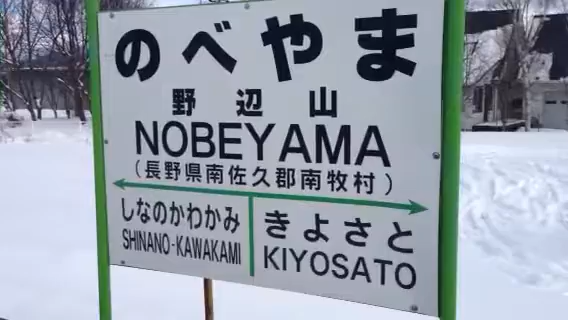 のべやま
野辺山
NOBEYAMA
(長野県南佐久郡南牧村)
しなのかわかみ
SHINANO-KAWAKAMI
きよさと
KIYOSATO